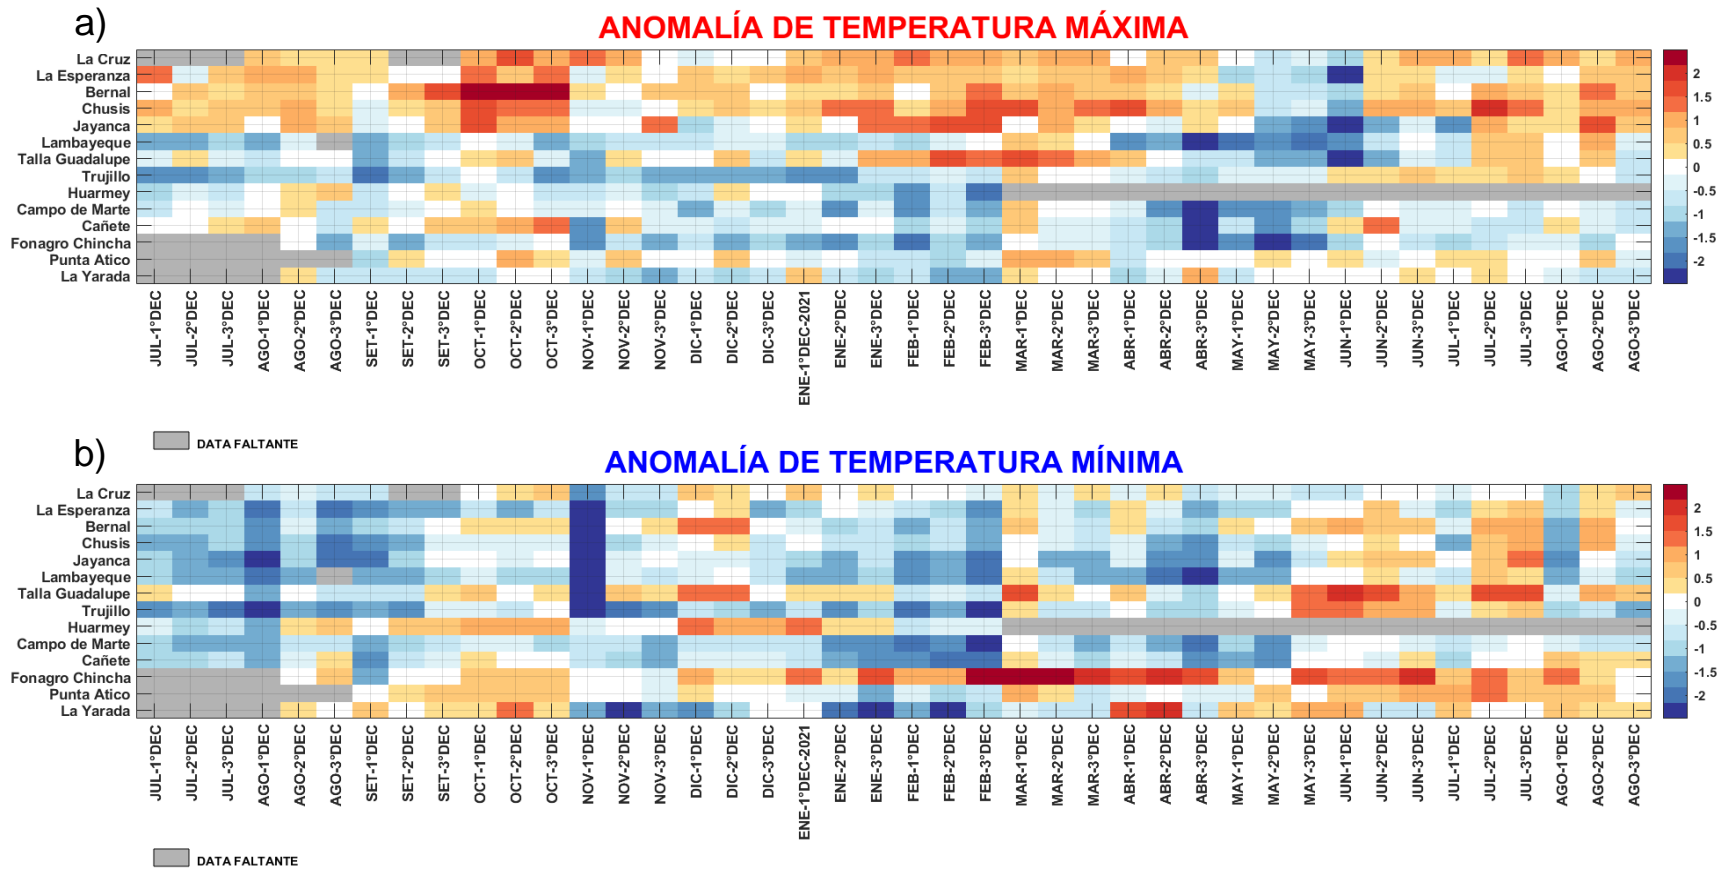 a)
ANOMALÍA DE TEMPERATURA MÁXIMA
La Cruz
La Esperanza
Bernal
Chusis
Jayanca
Lambayeque
Talla Guadalupe
Trujillo
Huarmey
Campo de Marte
Cañete
Fonagro Chincha
Punta Atico
La Yarada
2
1.5
1
0.5
0
-0.5
-1
-1.5
-2
JUL-1°DEC
JUL-2°DEC
JUL-3°DEC
AGO-1°DEC
AGO-2°DEC
AGO-3°DEC
SET-1°DEC
SET-2°DEC
SET-3°DEC
OCT-1°DEC
OCT-2°DEC
OCT-3°DEC
NOV-1°DEC
NOV-2°DEC
NOV-3°DEC
DIC-1°DEC
DIC-2°DEC
DIC-3°DEC
ENE-1°DEC-2021
ENE-2°DEC
ENE-3°DEC
FEB-1°DEC
FEB-2°DEC
FEB-3°DEC
MAR-1°DEC
MAR-2°DEC
MAR-3°DEC
ABR-1°DEC
ABR-2°DEC
ABR-3°DEC
MAY-1°DEC
MAY-2°DEC
MAY-3°DEC
JUN-1°DEC
JUN-2°DEC
JUN-3°DEC
JUL-1°DEC
JUL-2°DEC
JUL-3°DEC
AGO-1°DEC
AGO-2°DEC
AGO-3°DEC
DATA FALTANTE
b)
ANOMALÍA DE TEMPERATURA MÍNIMA
La Cruz
La Esperanza
Bernal
Chusis
Jayanca
Lambayeque
Talla Guadalupe
Trujillo
Huarmey
Campo de Marte
Cañete
Fonagro Chincha
Punta Atico
La Yarada
2
1.5
1
0.5
0
-0.5
-1
-1.5
-2
JUL-1°DEC
JUL-2°DEC
JUL-3°DEC
AGO-1°DEC
AGO-2°DEC
AGO-3°DEC
SET-1°DEC
SET-2°DEC
SET-3°DEC
OCT-1°DEC
OCT-2°DEC
OCT-3°DEC
NOV-1°DEC
NOV-2°DEC
NOV-3°DEC
DIC-1°DEC
DIC-2°DEC
DIC-3°DEC
ENE-1°DEC-2021
ENE-2°DEC
ENE-3°DEC
FEB-1°DEC
FEB-2°DEC
FEB-3°DEC
MAR-1°DEC
MAR-2°DEC
MAR-3°DEC
ABR-1°DEC
ABR-2°DEC
ABR-3°DEC
MAY-1°DEC
MAY-2°DEC
MAY-3°DEC
JUN-1°DEC
JUN-2°DEC
JUN-3°DEC
JUL-1°DEC
JUL-2°DEC
JUL-3°DEC
AGO-1°DEC
AGO-2°DEC
AGO-3°DEC
DATA FALTANTE